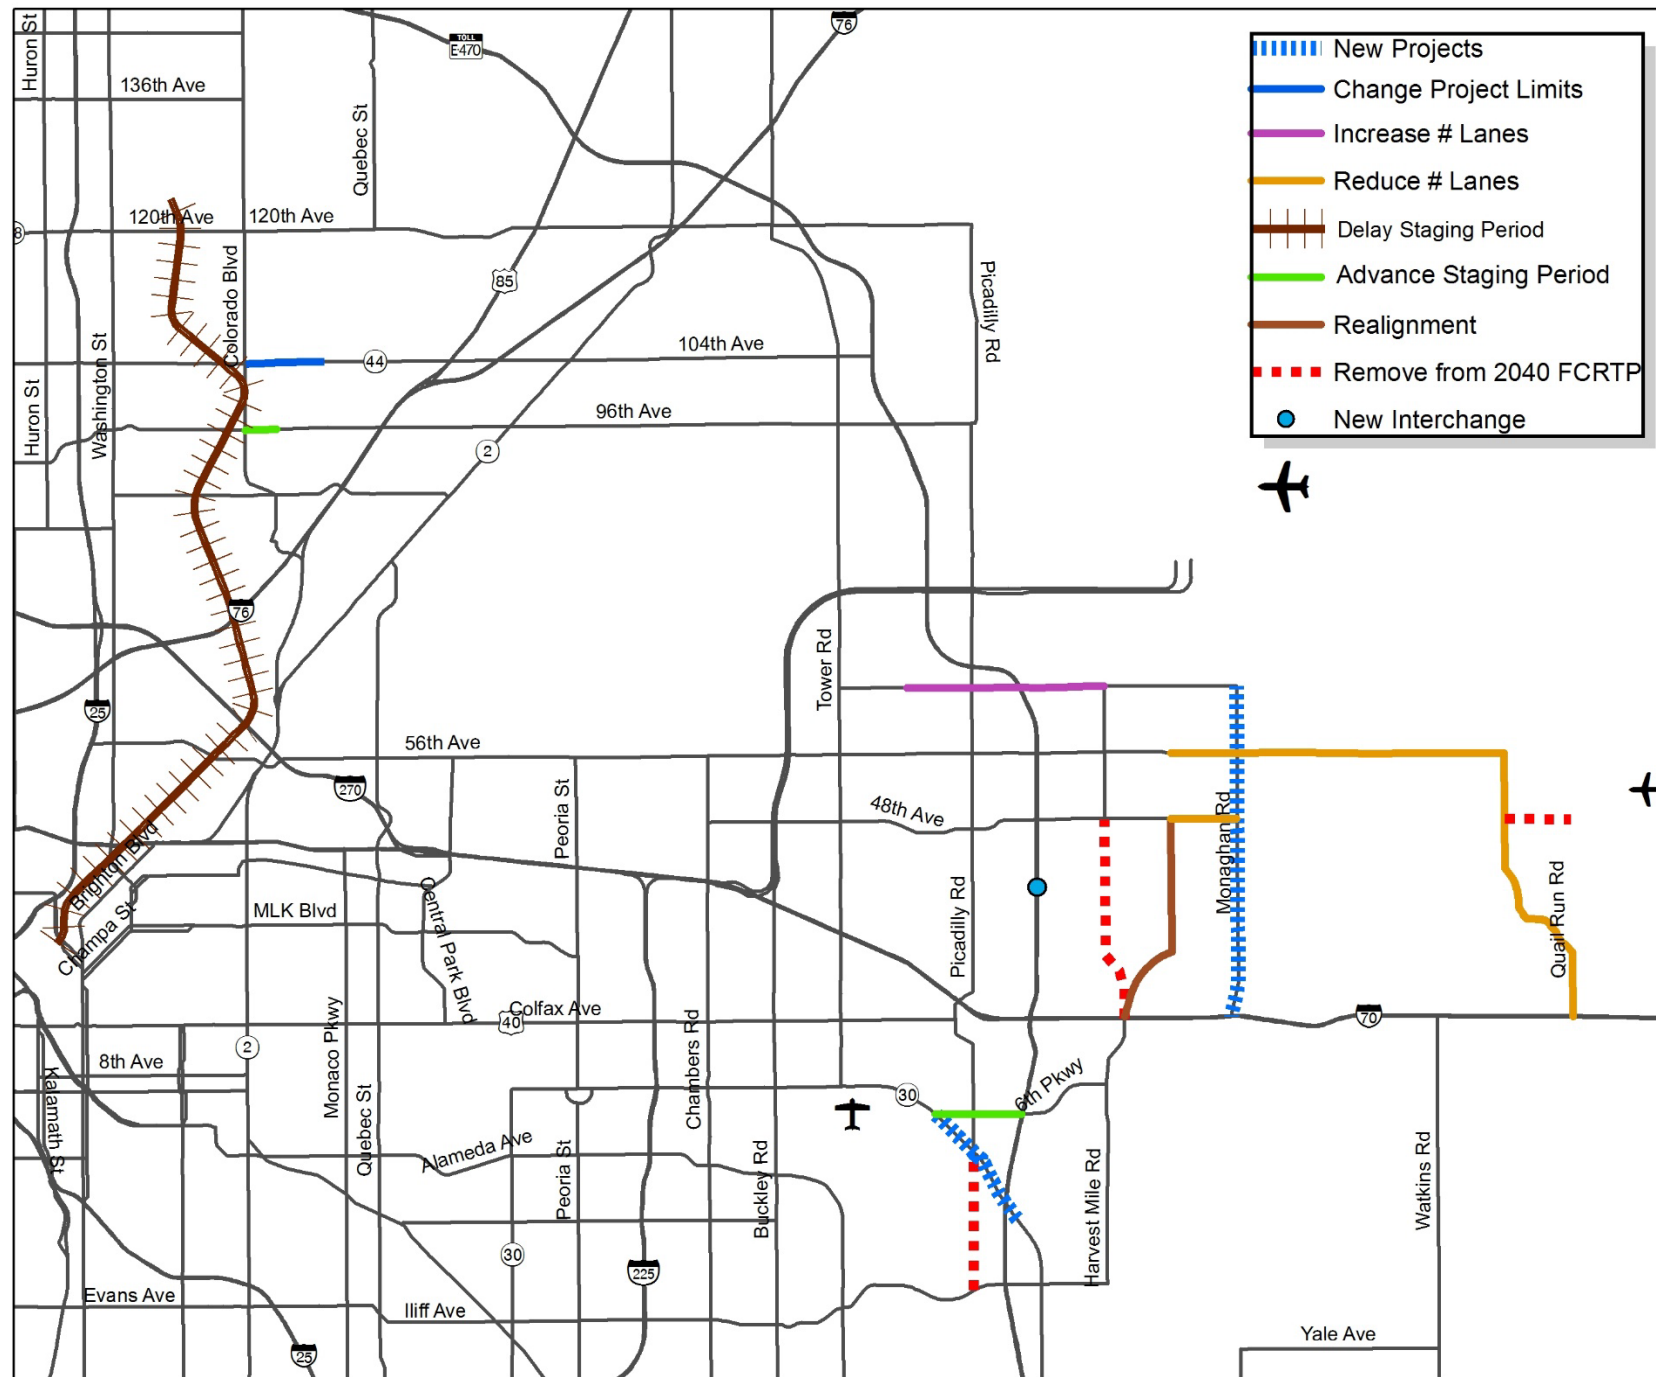 Huron St
TOLL
E-470
76
New Projects
Change Project Limits
Increase # Lanes
Reduce # Lanes
Delay Staging Period
Advance Staging Period
Realignment
Remove from 2040 FCRTP
New Interchange
136th Ave
Quebec St
120th Ave
120th Ave
8
Colorado Blvd
85
Picadilly Rd
Washington St
Huron St
44
104th Ave
96th Ave
2
76
Tower Rd
25
56th Ave
270
Peoria St
48th Ave
Monaghan Rd
Brighton Blvd
Champa St
MLK Blvd
Central Park Blvd
Picadilly Rd
Quail Run Rd
Colfax Ave
40
70
2
8th Ave
Kalamath St
Monaco Pkwy
Quebec St
Chambers Rd
30
6th Pkwy
Alameda Ave
Peoria St
Buckley Rd
Harvest Mile Rd
Watkins Rd
30
225
Evans Ave
Iliff Ave
25
Yale Ave